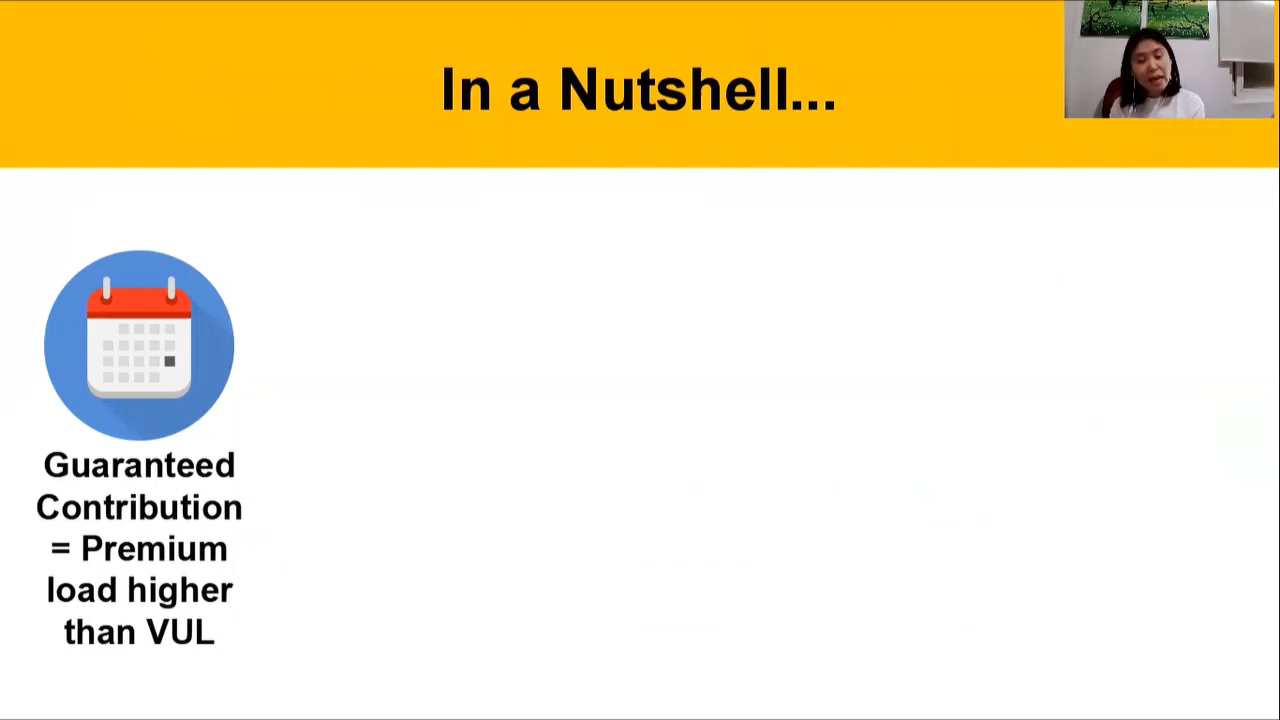 In a Nutshell...
Guaranteed
Contribution
= Premium
load higher
than VUL